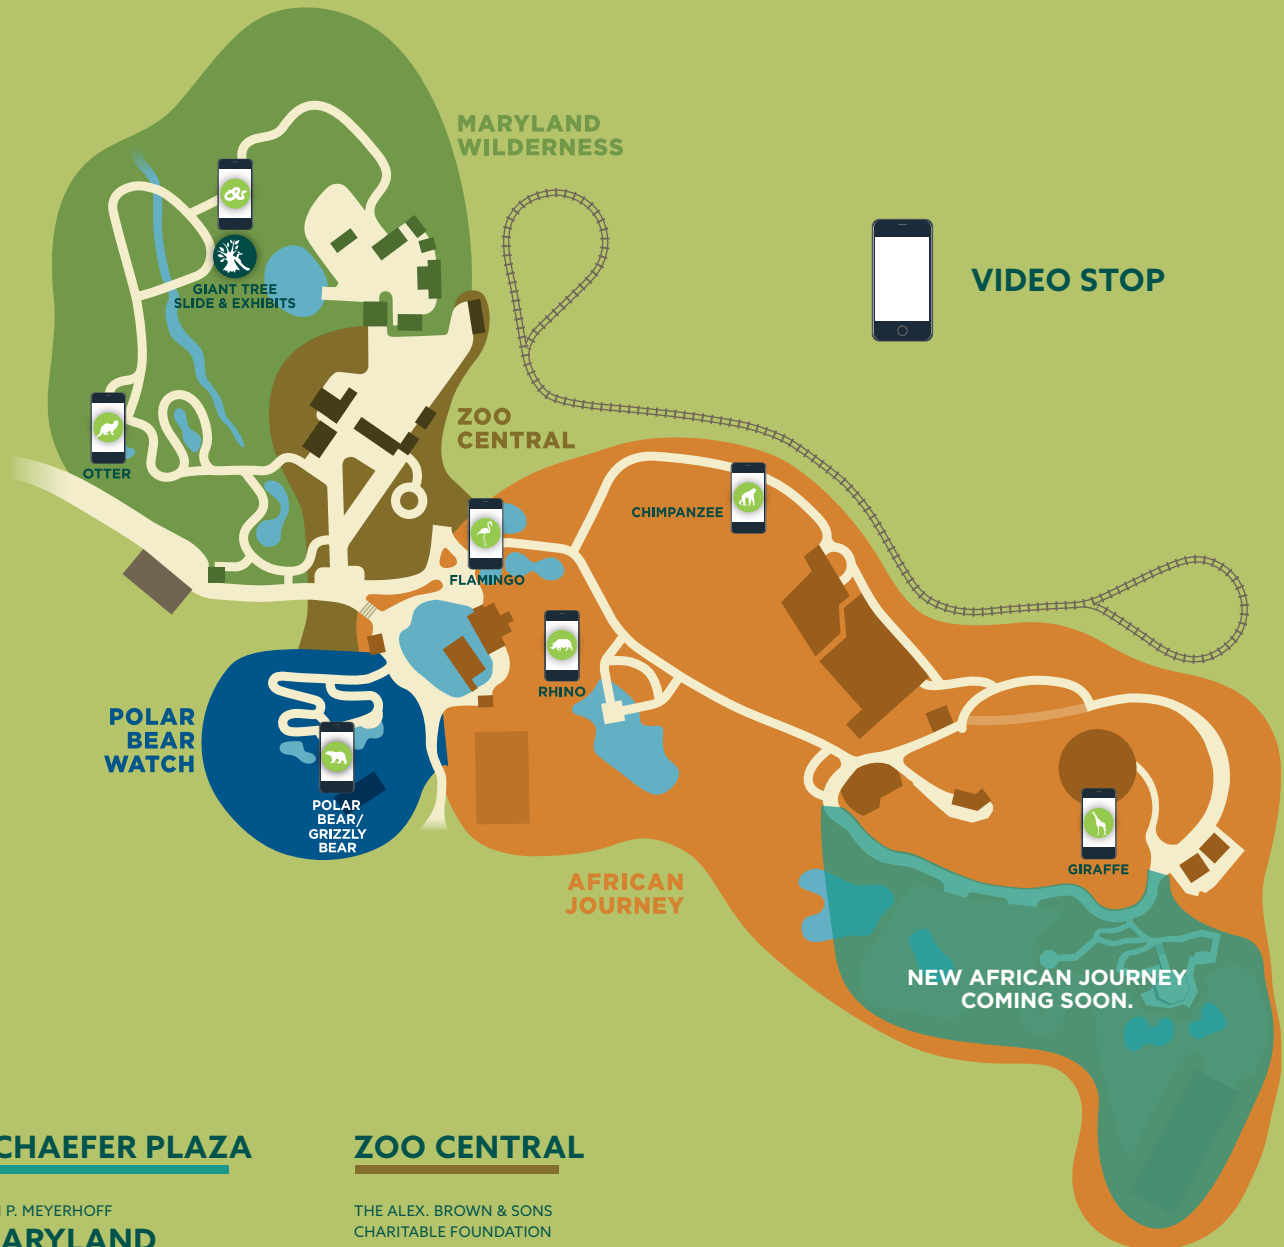 MARYLAND
WILDERNESS
VIDEO STOP
GIANT TREE
SLIDE & EXHIBITS
ZOO
CENTRAL
OTTER
CHIMPANZEE
FLAMINGO
RHINO
POLAR
BEAR
WATCH
POLAR
BEAR/
GRIZZLY
BEAR
GIRAFFE
AFRICAN
JOURNEY
NEW AFRICAN JOURNEY
COMING SOON.
CHAEFER PLAZA
P. MEYERHOFF
ARYLAND
ZOO CENTRAL
THE ALEX. BROWN & SONS
CHARITABLE FOUNDATION